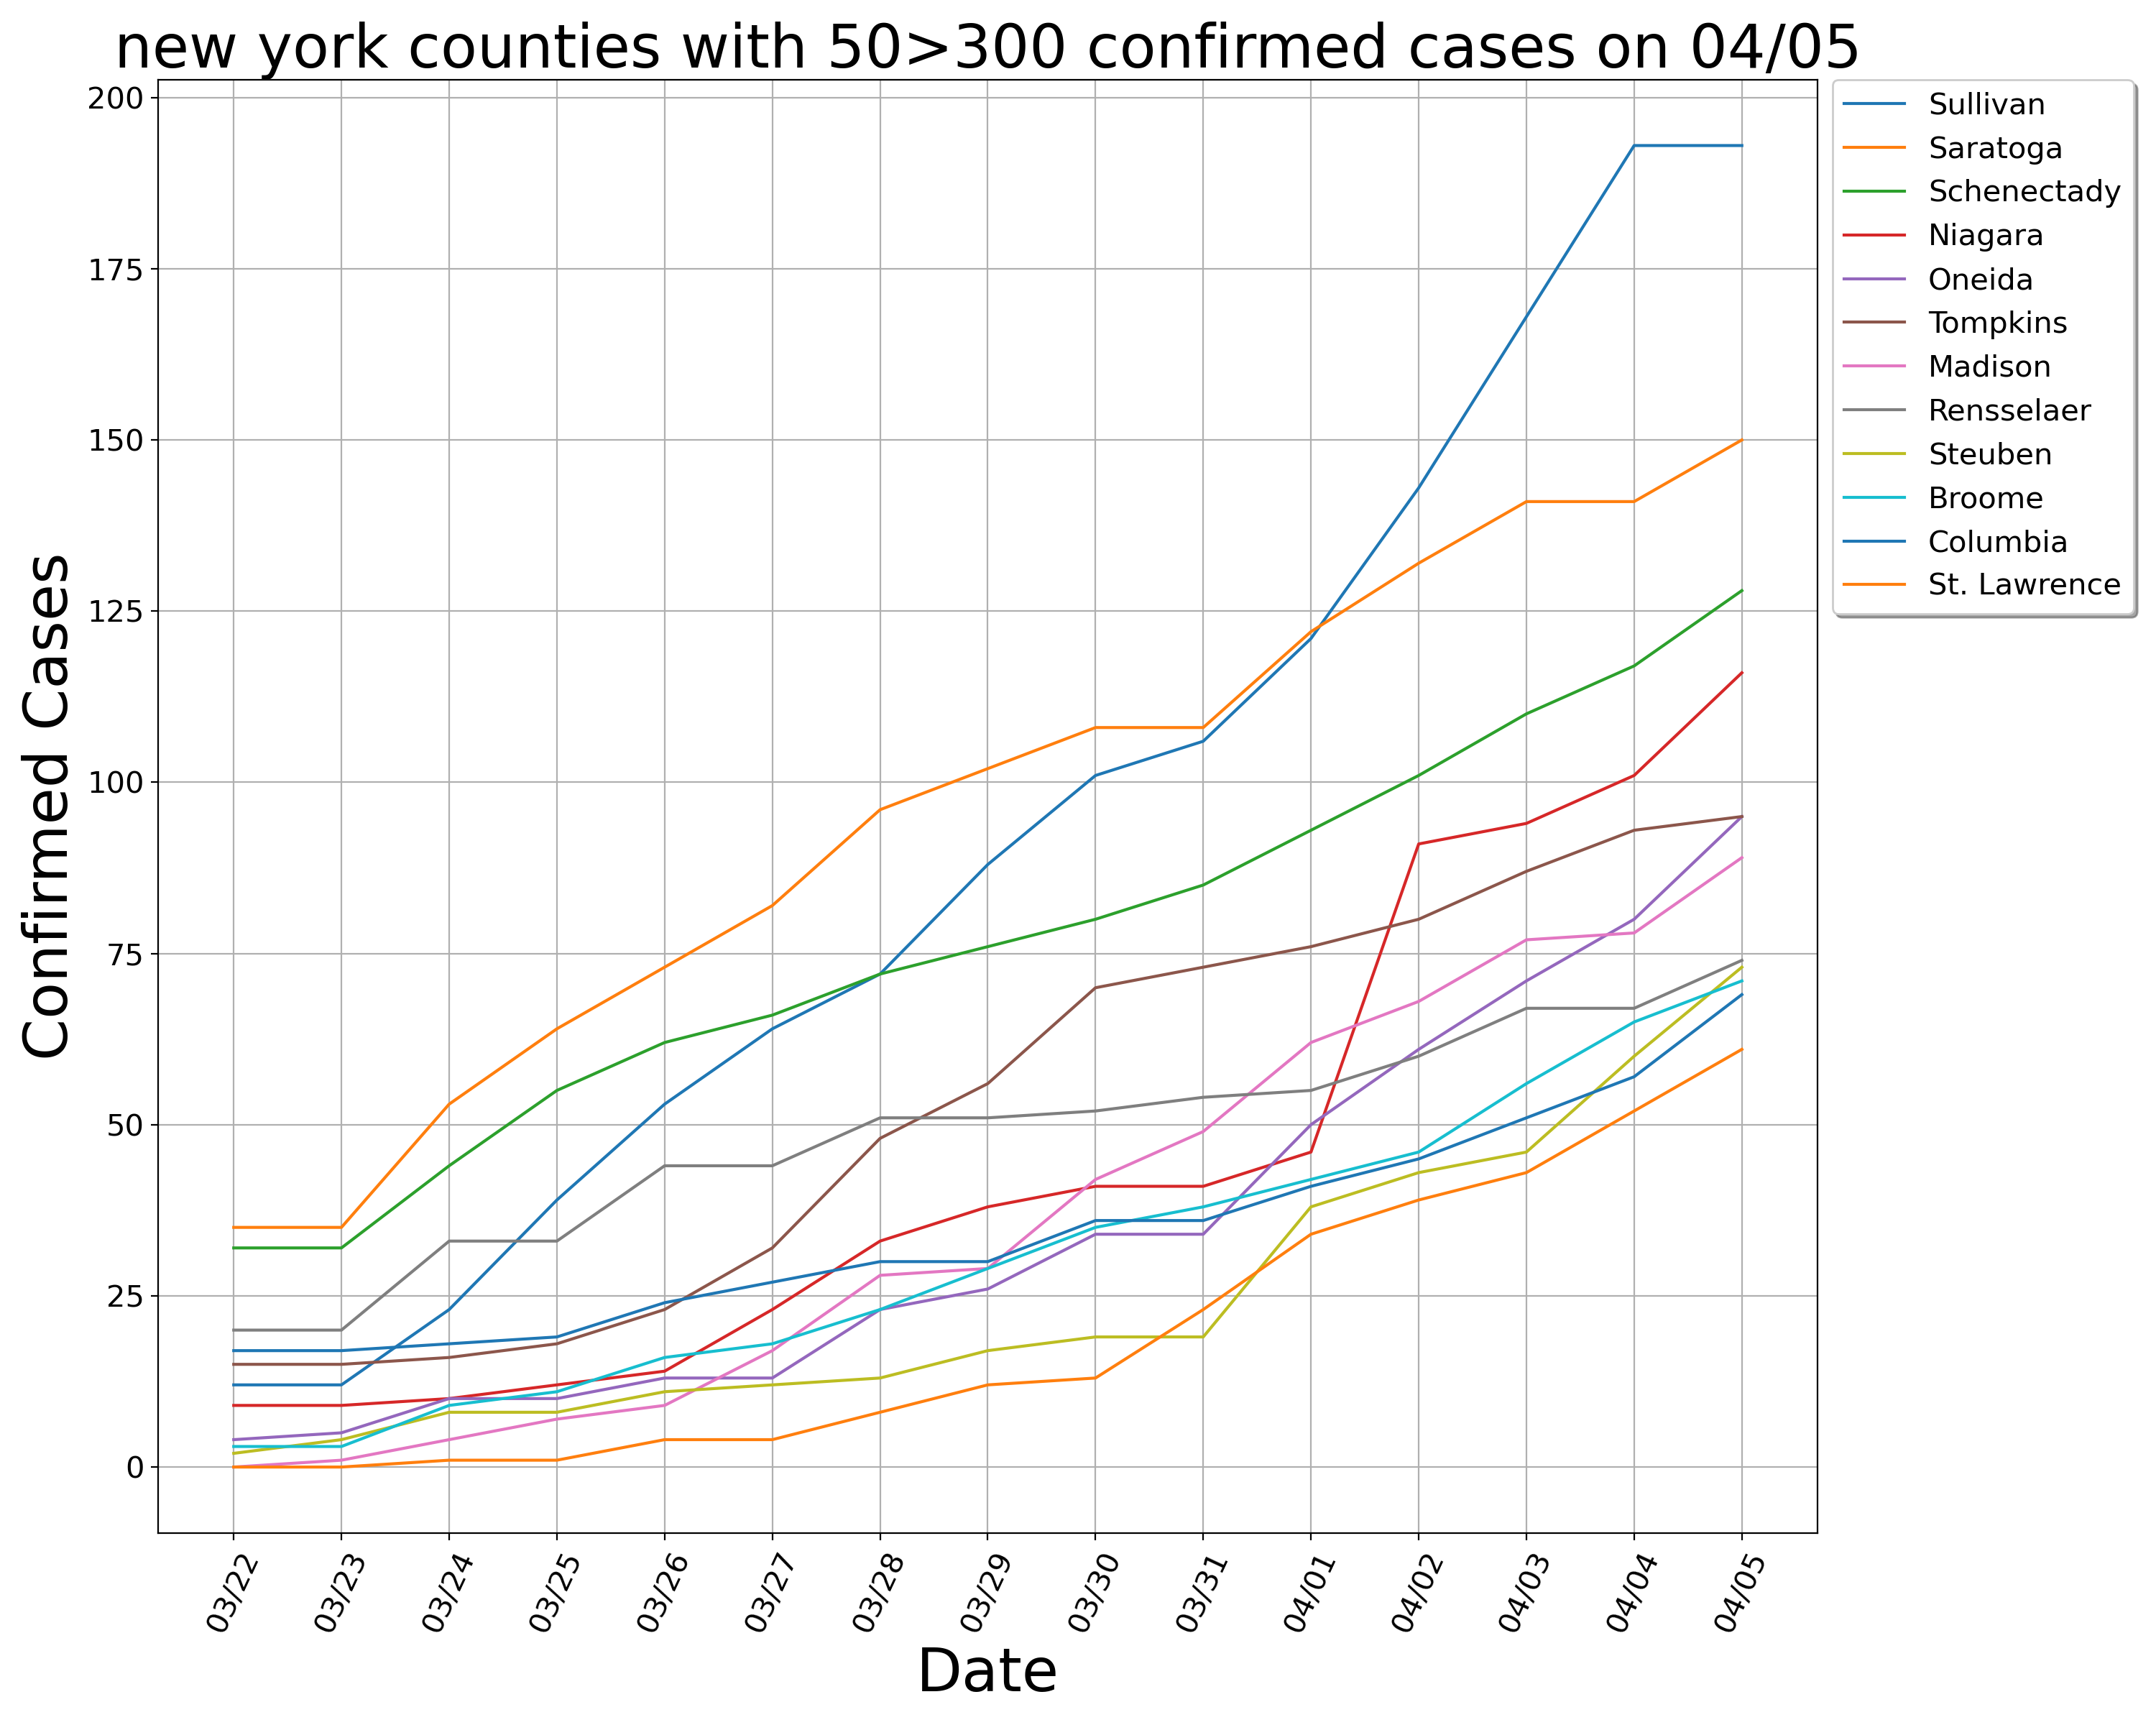 new york counties with 50>300 confirmed cases on 04/05
Confirmed Cases
200
175
150
125
100
75
50
25
0
03/22
03/23
03/24
03/25
03/26
03/27
03/28
03/29
03/30
03/31
04/01
04/02
04/03
04/04
04/05
Date
Sullivan
Saratoga
Schenectady
Niagara
Oneida
Tompkins
Madison
Rensselaer
Steuben
Broome
Columbia
St. Lawrence